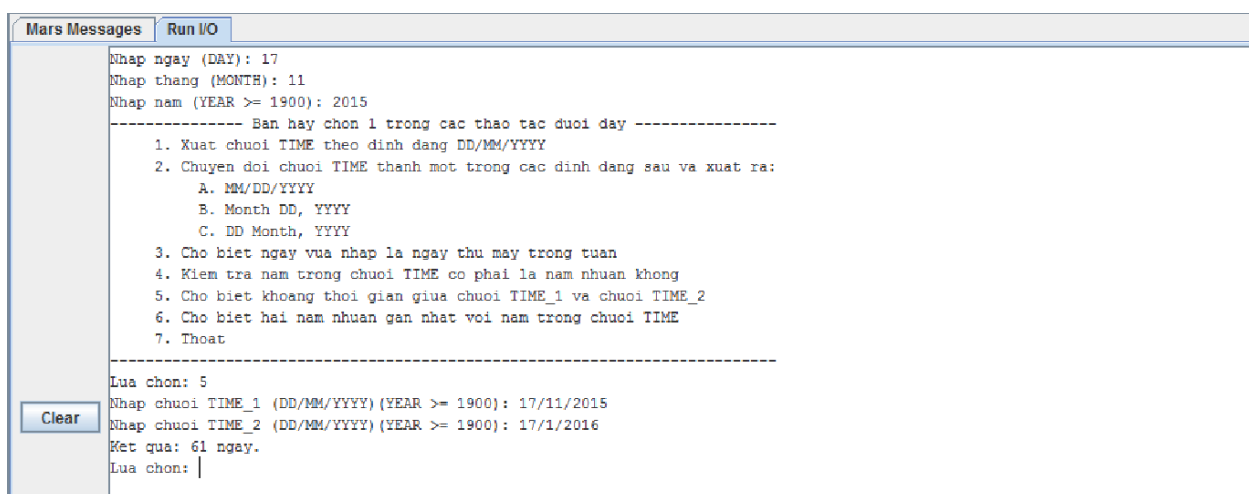 Mars Messages Run I/O
Nhap ngay (DAY): 17
Nhap thang (MONTH): 11
Nhap nam (YEAR >= 1900): 2015
--------------- Ban hay chon 1 trong cac thao tac duoi day ----------------
1. Xuat chuoi TIME theo dinh dang DD/MM/YYYY
2. Chuyen doi chuoi TIME thanh mot trong cac dinh dang sau va xuat ra:
A. MM/DD/YYYY
B. Month DD, YYYY
C. DD Month, YYYY
3. Cho biet ngay vua nhap la ngay thu may trong tuan
4. Kiem tra nam trong chuoi TIME co phai la nam nhuan khong
5. Cho biet khoang thoi gian giua chuoi TIME_1 va chuoi TIME_2
6. Cho biet hai nam nhuan gan nhat voi nam trong chuoi TIME
7. Thoat
---------------------------------------------------------------------------
Lua chon: 5
Nhap chuoi TIME_1 (DD/MM/YYYY)(YEAR >= 1900): 17/11/2015
Clear
Nhap chuoi TIME_2 (DD/MM/YYYY)(YEAR >= 1900): 17/1/2016
Ket qua: 61 ngay.
Lua chon: